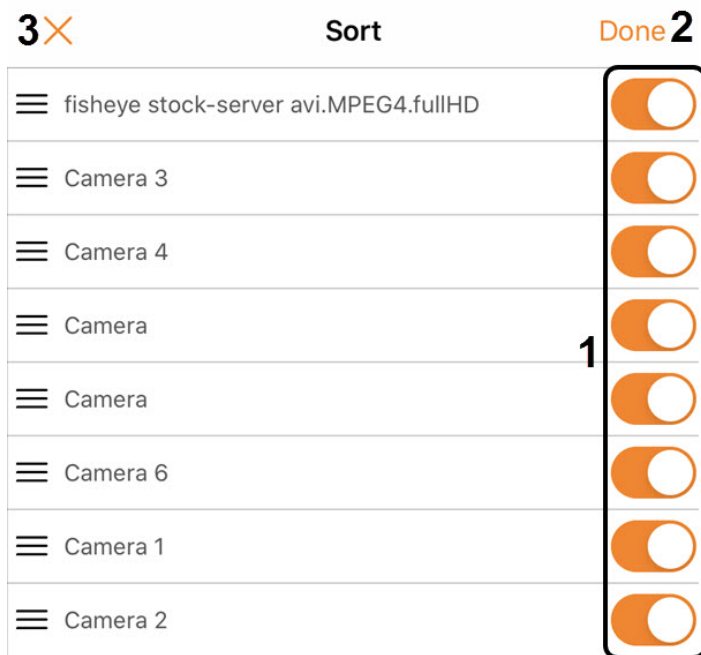 3 Sort Done 2
fisheye stock-server avi.MPEG4.fullHD
Camera 3
Camera 4
Camera
1
Camera
Camera 6
Camera 1
Camera 2